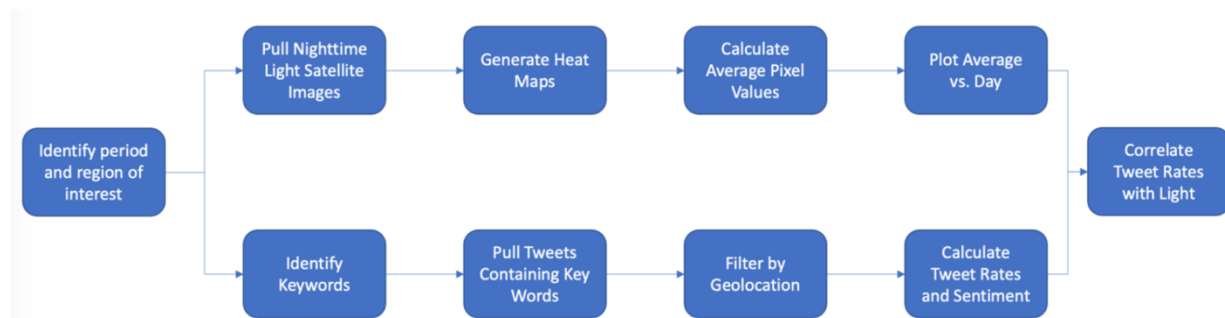 Identify period
and region of
interest
Pull Nighttime
Light Satellite
Images
Generate Heat
Maps
Calculate
Average Pixel
Values
Plot Average
vs. Day
Identify
Keywords
Pull Tweets
Containing Key
Words
Filter by
Geolocation
Calculate
Tweet Rates
and Sentiment
Correlate
Tweet Rates
with Light